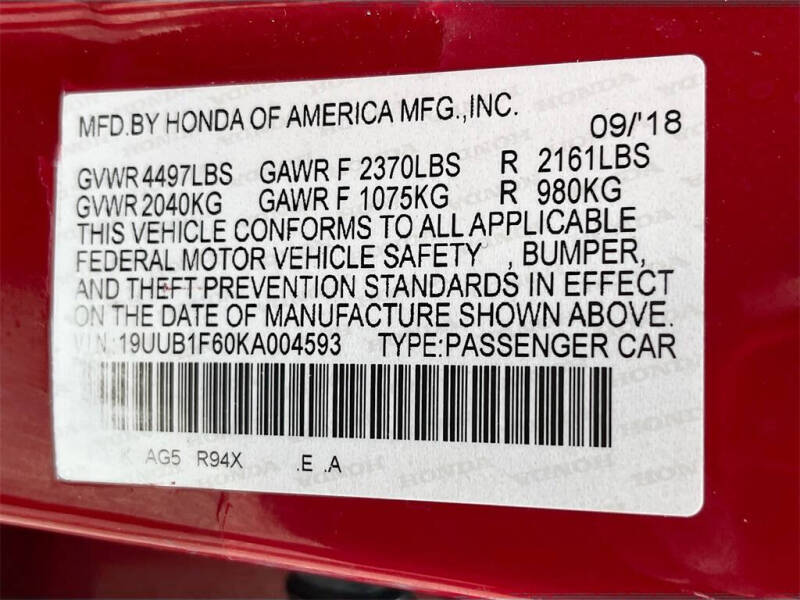 MFD.BY HONDA OF AMERICA MFG.,INC. 09/'18
GVWR 4497LBS GAWR F 2370LBS R 2161LBS
GVWR 2040KG GAWR F 1075KG R 980KG
THIS VEHICLE CONFORMS TO ALL APPLICABLE
FEDERAL MOTOR VEHICLE SAFETY , BUMPER,
AND THEFT PREVENTION STANDARDS IN EFFECT
ON THE DATE OF MANUFACTURE SHOWN ABOVE.
V.I.N.:19UUB1F60KA004593 TYPE:PASSENGER CAR
K AG5 R94X .E .A